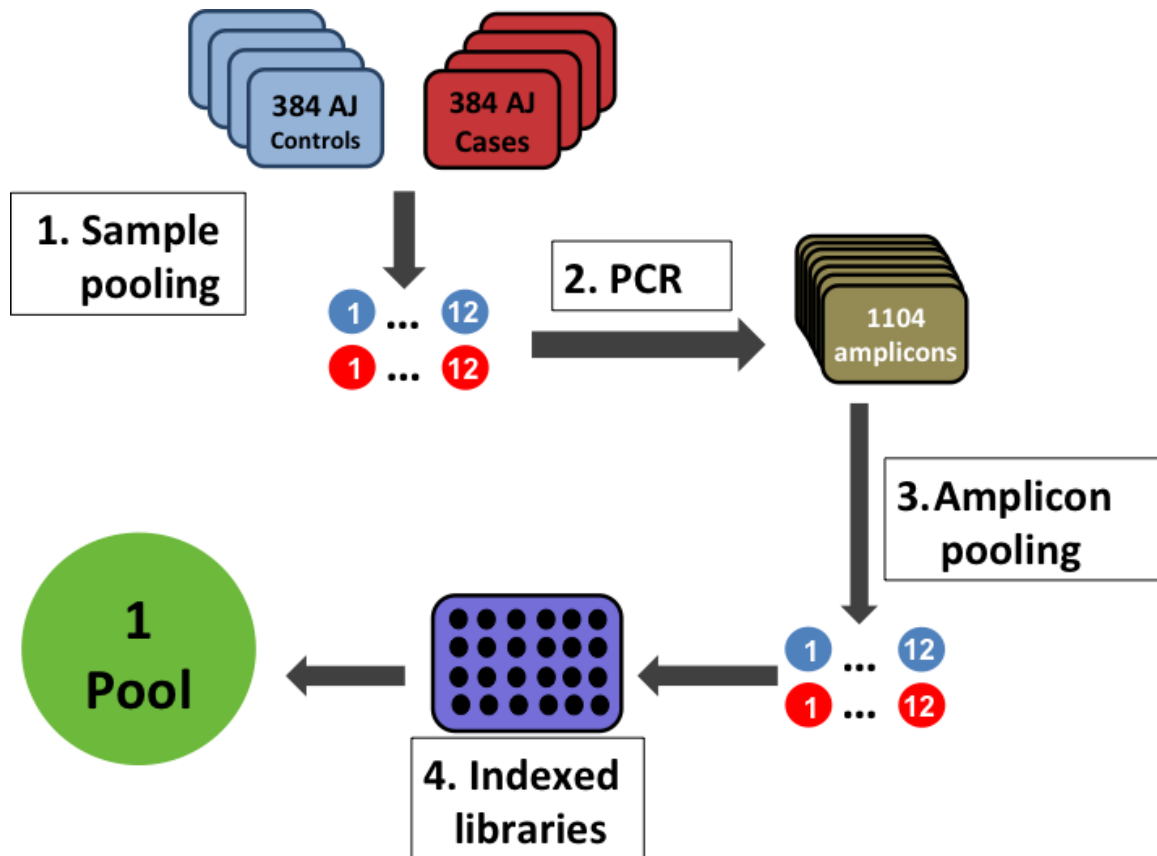 384 AJ
Controls
384 AJ
Cases
1. Sample
pooling
1 ... 12
1 ... 12
2. PCR
1104
amplicons
3. Amplicon
pooling
1 ... 12
1 ... 12
4. Indexed
libraries
1
Pool